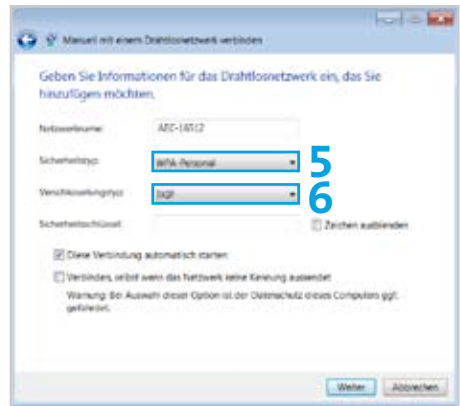 Manuell mit einem Drahtlosnetzwerk verbinden
Geben Sie Informationen für das Drahtlosnetzwerk ein, das Sie
hinzufügen möchten.
Netzwerkname: AEC-16512
Sicherheitstyp: WPA-Personal 5
Verschlüsselungstyp: 6
Sicherheitsschlüssel: Zeichen ausblenden
Diese Verbindung automatisch starten
Verbinden, selbst wenn das Netzwerk keine Kennung aussendet
Warnung: Bei Auswahl dieser Option ist der Datenschutz dieses Computers ggf.
gefährdet.
Weiter Abbrechen